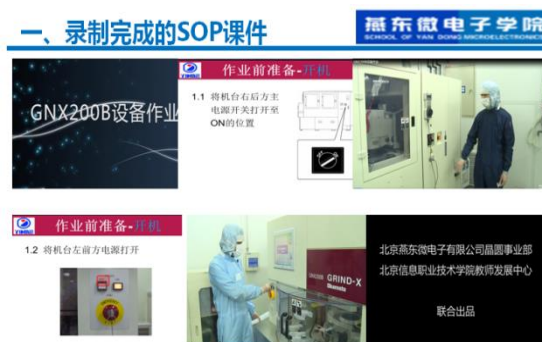 一、录制完成的SOP课件
燕东微电子学院
SCHOOL OF YAN DONG MICROELECTRONICS
GNX200B设备作业
作业前准备-开机
1.1 将机台右后方主
电源开关打开至
ON的位置
作业前准备-开机
1.2 将机台左前方电源打开
GRIND-X
Okamoto
北京燕东微电子有限公司晶圆事业部
北京信息职业技术学院教师发展中心
联合出品